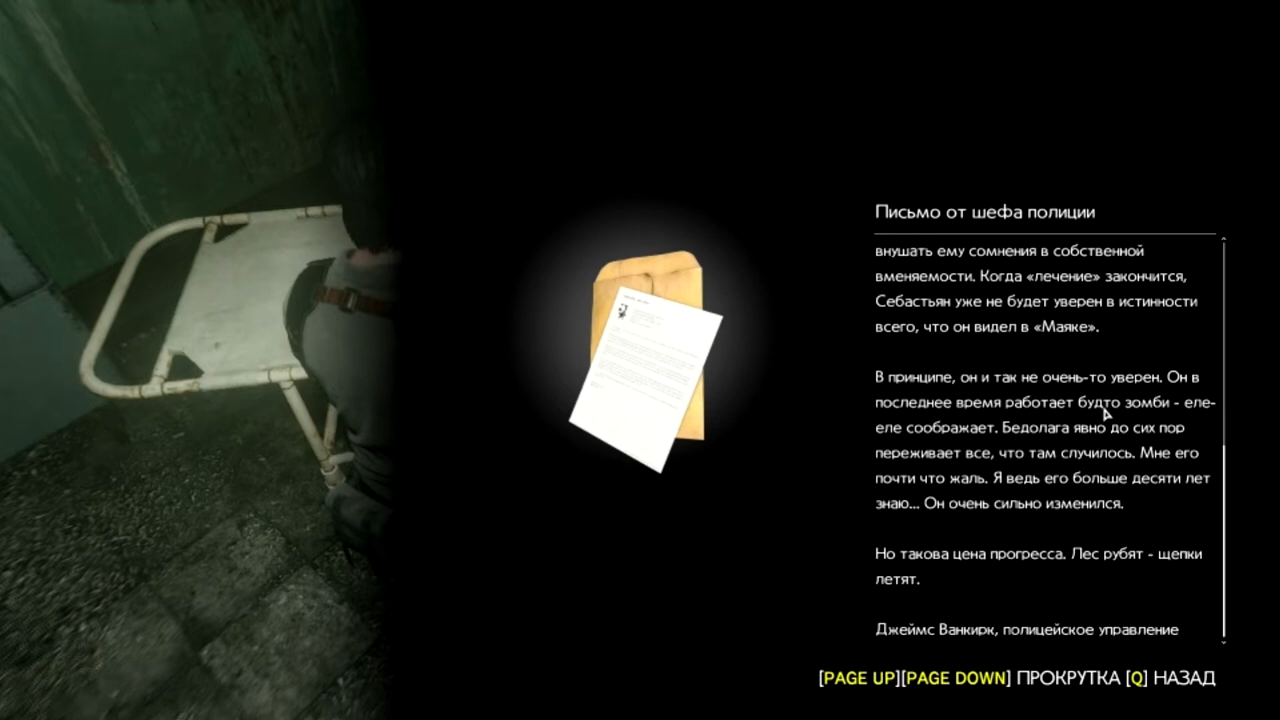 Письмо от шефа полиции
внушать ему сомнения в собственной
вменяемости. Когда «лечение» закончится,
Себастьян уже не будет уверен в истинности
всего, что он видел в «Маяке».
В принципе, он и так не очень-то уверен. Он в
последнее время работает будто зомби - еле-
еле соображает. Бедолага явно до сих пор
переживает все, что там случилось. Мне его
почти что жаль. Я ведь его больше десяти лет
знаю... Он очень сильно изменился.
Но такова цена прогресса. Лес рубят - щепки
летят.
Джеймс Ванкирк, полицейское управление
[PAGE UP][PAGE DOWN] ПРОКРУТКА [Q] НАЗАД